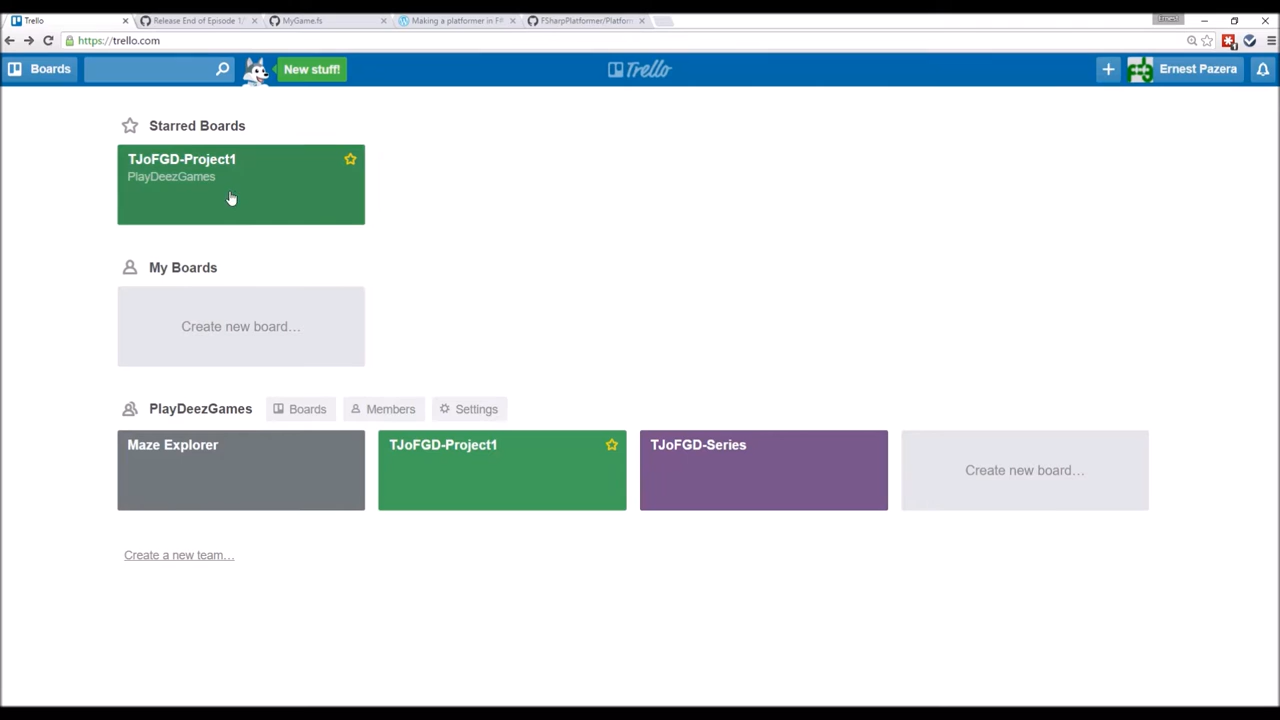 Trello
Release End of Episode 1/
MyGame.fs
Making a platformer in F#
FSharpPlatformer/Platform
Ernest
https://trello.com
Boards
New stuff!
Trello
Ernest Pazera
Starred Boards
TJoFGD-Project1
PlayDeezGames
My Boards
Create new board…
PlayDeezGames
Boards
Members
Settings
Maze Explorer
TJoFGD-Project1
TJoFGD-Series
Create new board…
Create a new team…